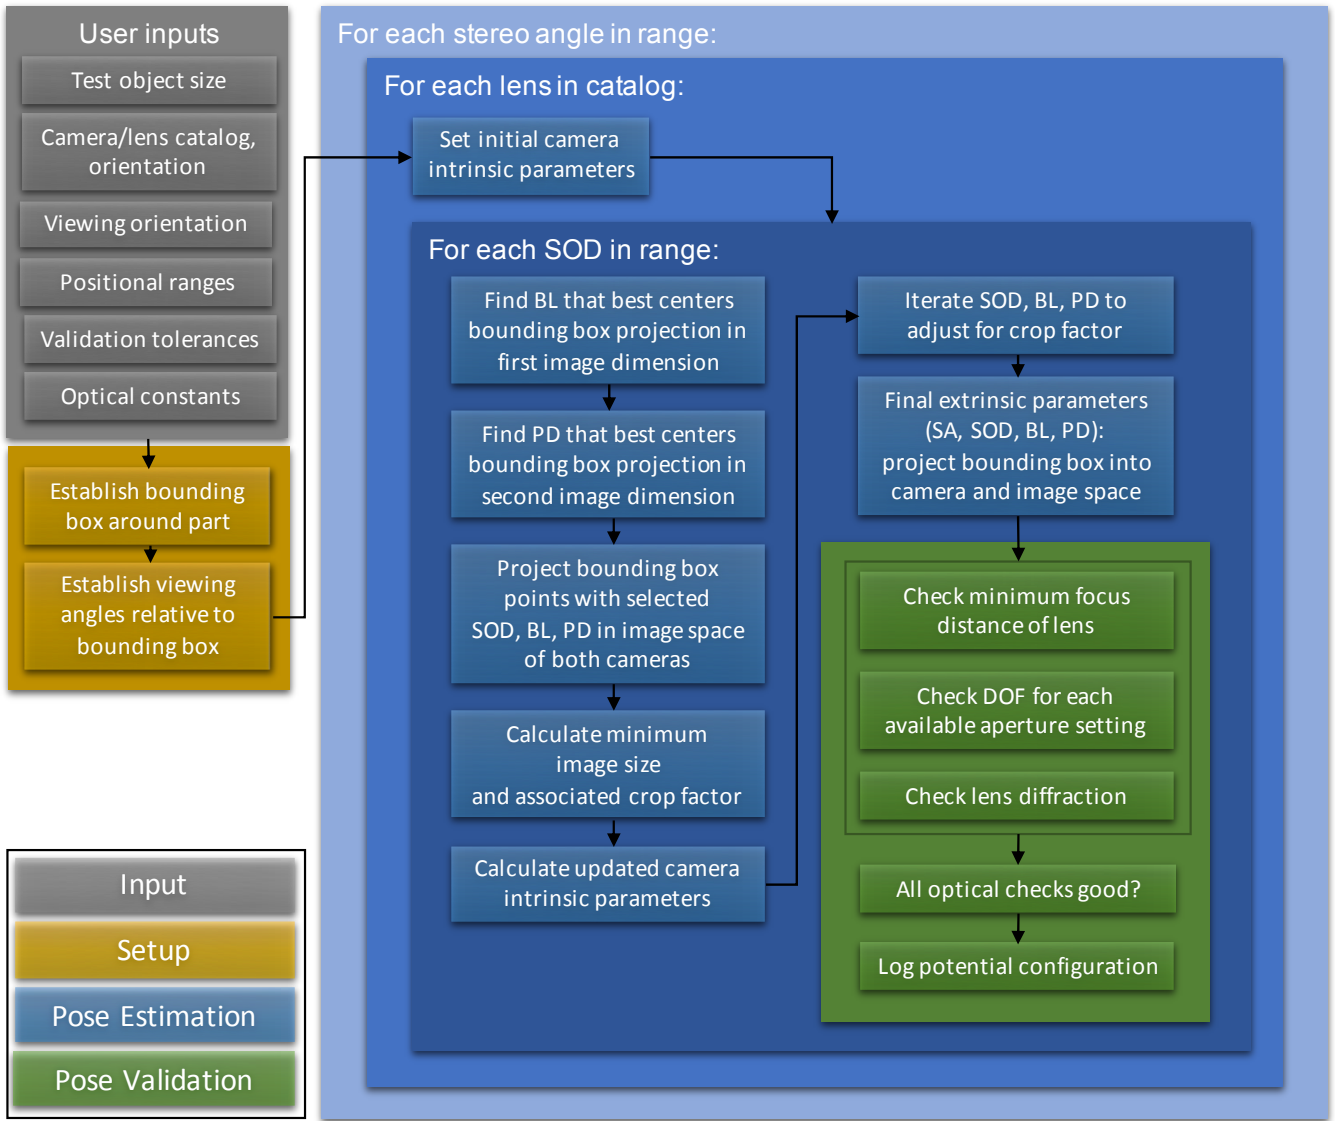 User inputs
Test object size
Camera/lens catalog,
orientation
Viewing orientation
Positional ranges
Validation tolerances
Optical constants
Establish bounding
box around part
Establish viewing
angles relative to
bounding box
Input
Setup
Pose Estimation
Pose Validation
For each stereo angle in range:
For each lens in catalog:
Set initial camera
intrinsic parameters
For each SOD in range:
Find BL that best centers
bounding box projection in
first image dimension
Find PD that best centers
bounding box projection in
second image dimension
Project bounding box
points with selected
SOD, BL, PD in image space
of both cameras
Calculate minimum
image size
and associated crop factor
Calculate updated camera
intrinsic parameters
Iterate SOD, BL, PD to
adjust for crop factor
Final extrinsic parameters
(SA, SOD, BL, PD):
project bounding box into
camera and image space
Check minimum focus
distance of lens
Check DOF for each
available aperture setting
Check lens diffraction
All optical checks good?
Log potential configuration